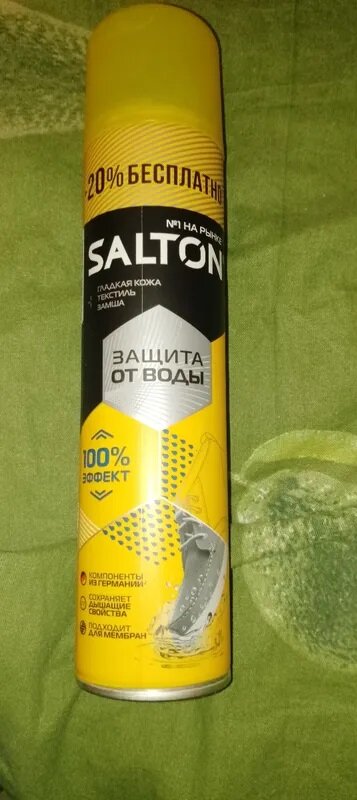 -20% БЕСПЛАТНО
№1 НА РЫНКЕ
SALTON
ГЛАДКАЯ КОЖА
ТЕКСТИЛЬ
ЗАМША
ЗАЩИТА
ОТ ВОДЫ
100%
ЭФФЕКТ
КОМПОНЕНТЫ
ИЗ ГЕРМАНИИ
СОХРАНЯЕТ
ДЫШАЩИЕ
СВОЙСТВА
ПОДХОДИТ
ДЛЯ МЕМБРАН